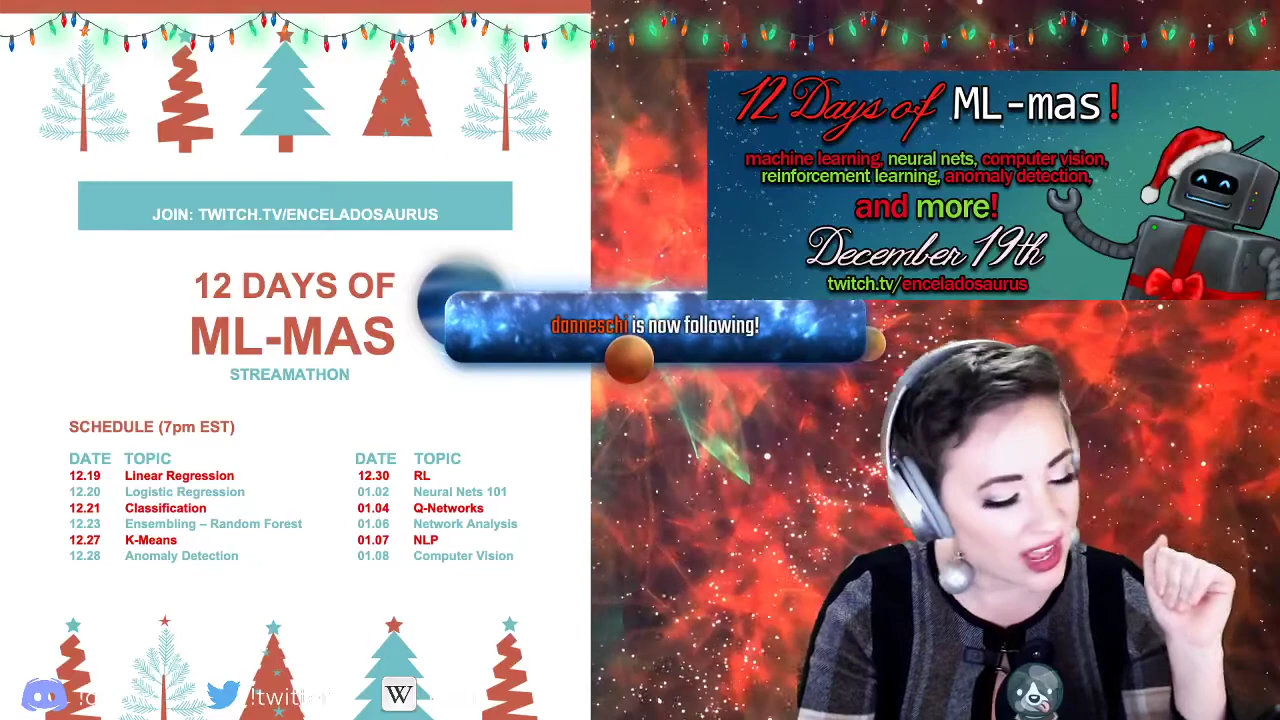 JOIN: TWITCH.TV/ENCELADOSAURUS
12 DAYS OF
ML-MAS
STREAMATHON
SCHEDULE (7pm EST)
DATE TOPIC
12.19 Linear Regression
12.20 Logistic Regression
12.21 Classification
12.23 Ensembling – Random Forest
12.27 K-Means
12.28 Anomaly Detection
DATE TOPIC
12.30 RL
01.02 Neural Nets 101
01.04 Q-Networks
01.06 Network Analysis
01.07 NLP
01.08 Computer Vision
12 Days of ML-mas!
machine learning, neural nets, computer vision,
reinforcement learning, anomaly detection,
and more!
December 19th
twitch.tv/enceladosaurus
danneschi is now following!
W